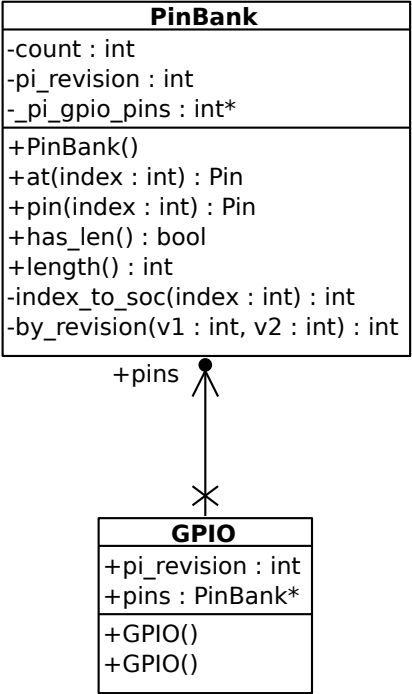 PinBank
-count : int
-pi_revision : int
-_pi_gpio_pins : int*
+PinBank()
+at(index : int) : Pin
+pin(index : int) : Pin
+has_len() : bool
+length() : int
-index_to_soc(index : int) : int
-by_revision(v1 : int, v2 : int) : int
+pins
GPIO
+pi_revision : int
+pins : PinBank*
+GPIO()
+GPIO()